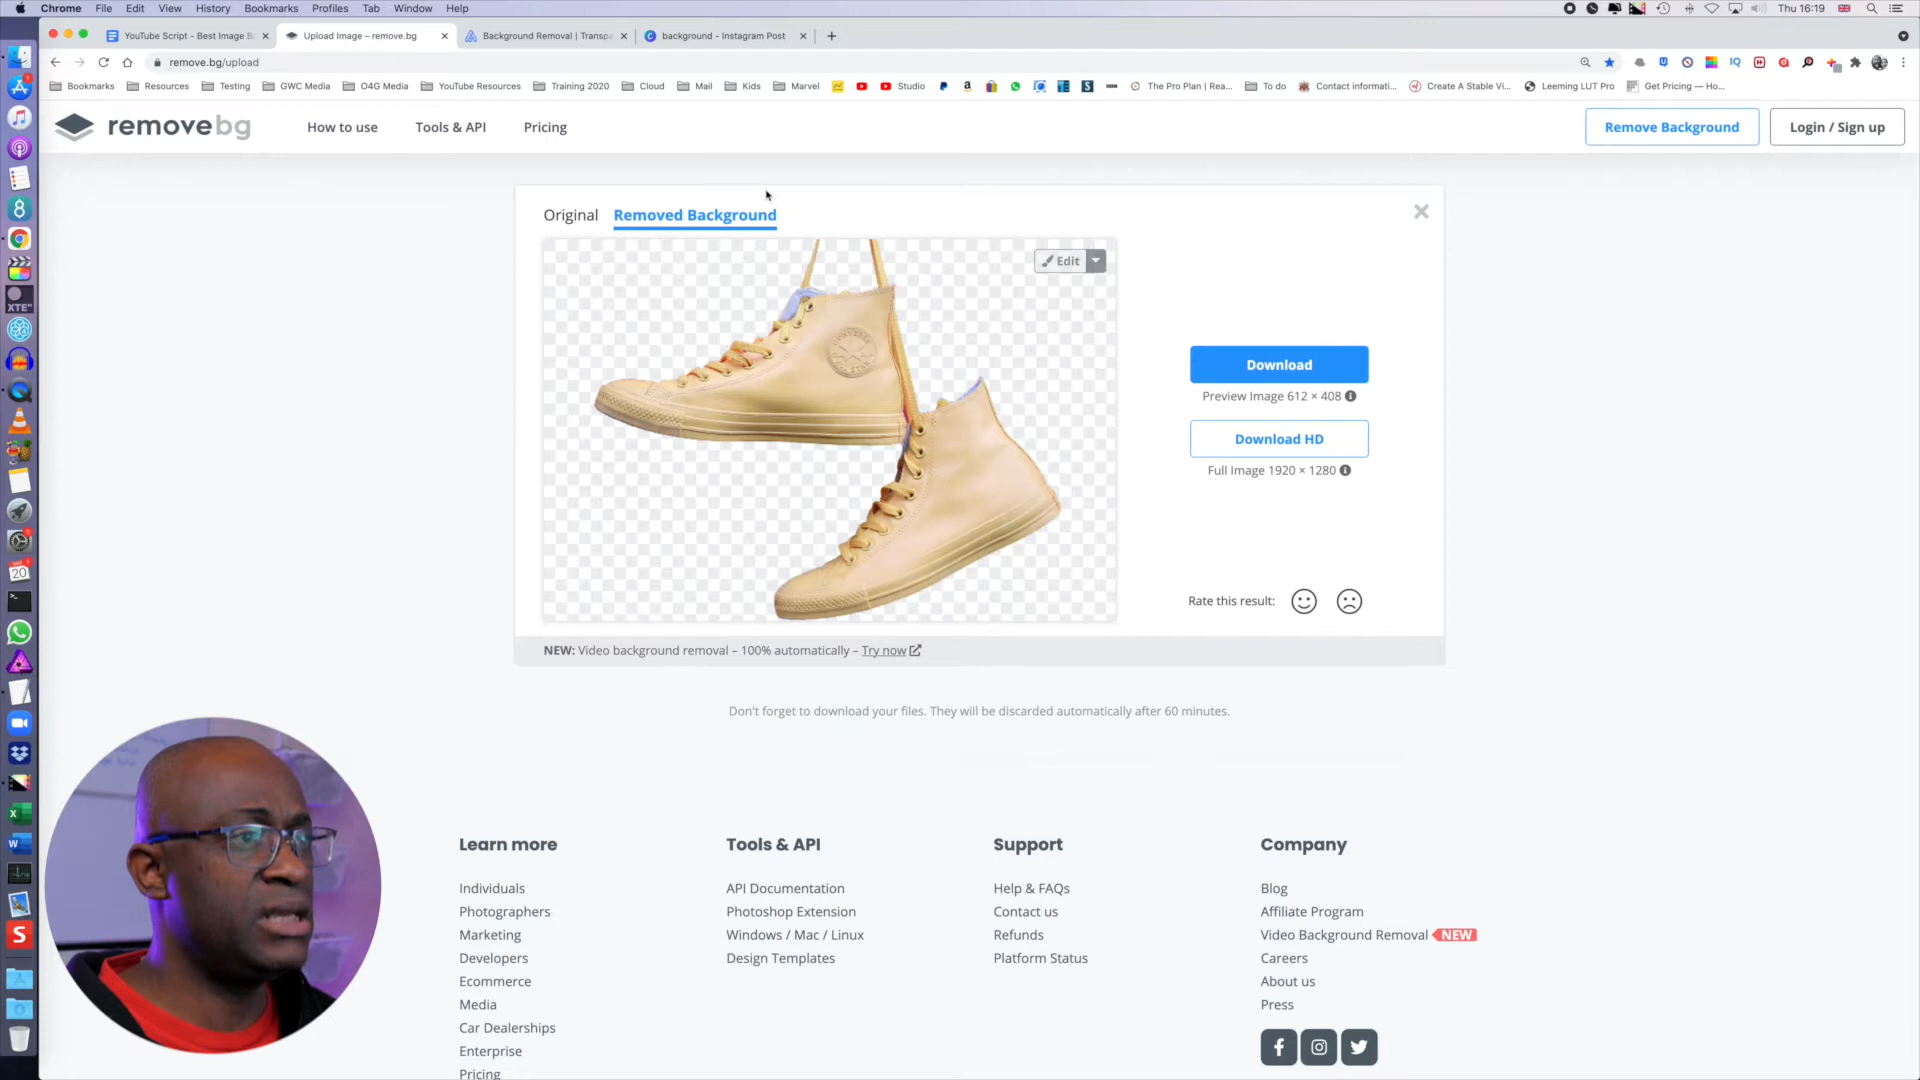 Chrome File Edit View History Bookmarks Profiles Tab Window Help Thu 16:19
YouTube Script - Best Image B Upload Image – remove.bg Background Removal | Transpa background - Instagram Post
remove.bg/upload
Bookmarks Resources Testing GWC Media O4G Media YouTube Resources Training 2020 Cloud Mail Kids Marvel Studio The Pro Plan | Rea... To do Contact informati... Create A Stable Vi... Leeming LUT Pro Get Pricing — Ho...
removebg How to use Tools & API Pricing Remove Background Login / Sign up
Original Removed Background
Edit
CONVERSE
Download
Preview Image 612 × 408
Download HD
Full Image 1920 × 1280
Rate this result:
NEW: Video background removal – 100% automatically – Try now
Don't forget to download your files. They will be discarded automatically after 60 minutes.
Learn more
Individuals
Photographers
Marketing
Developers
Ecommerce
Media
Car Dealerships
Enterprise
Pricing
Tools & API
API Documentation
Photoshop Extension
Windows / Mac / Linux
Design Templates
Support
Help & FAQs
Contact us
Refunds
Platform Status
Company
Blog
Affiliate Program
Video Background Removal NEW
Careers
About us
Press